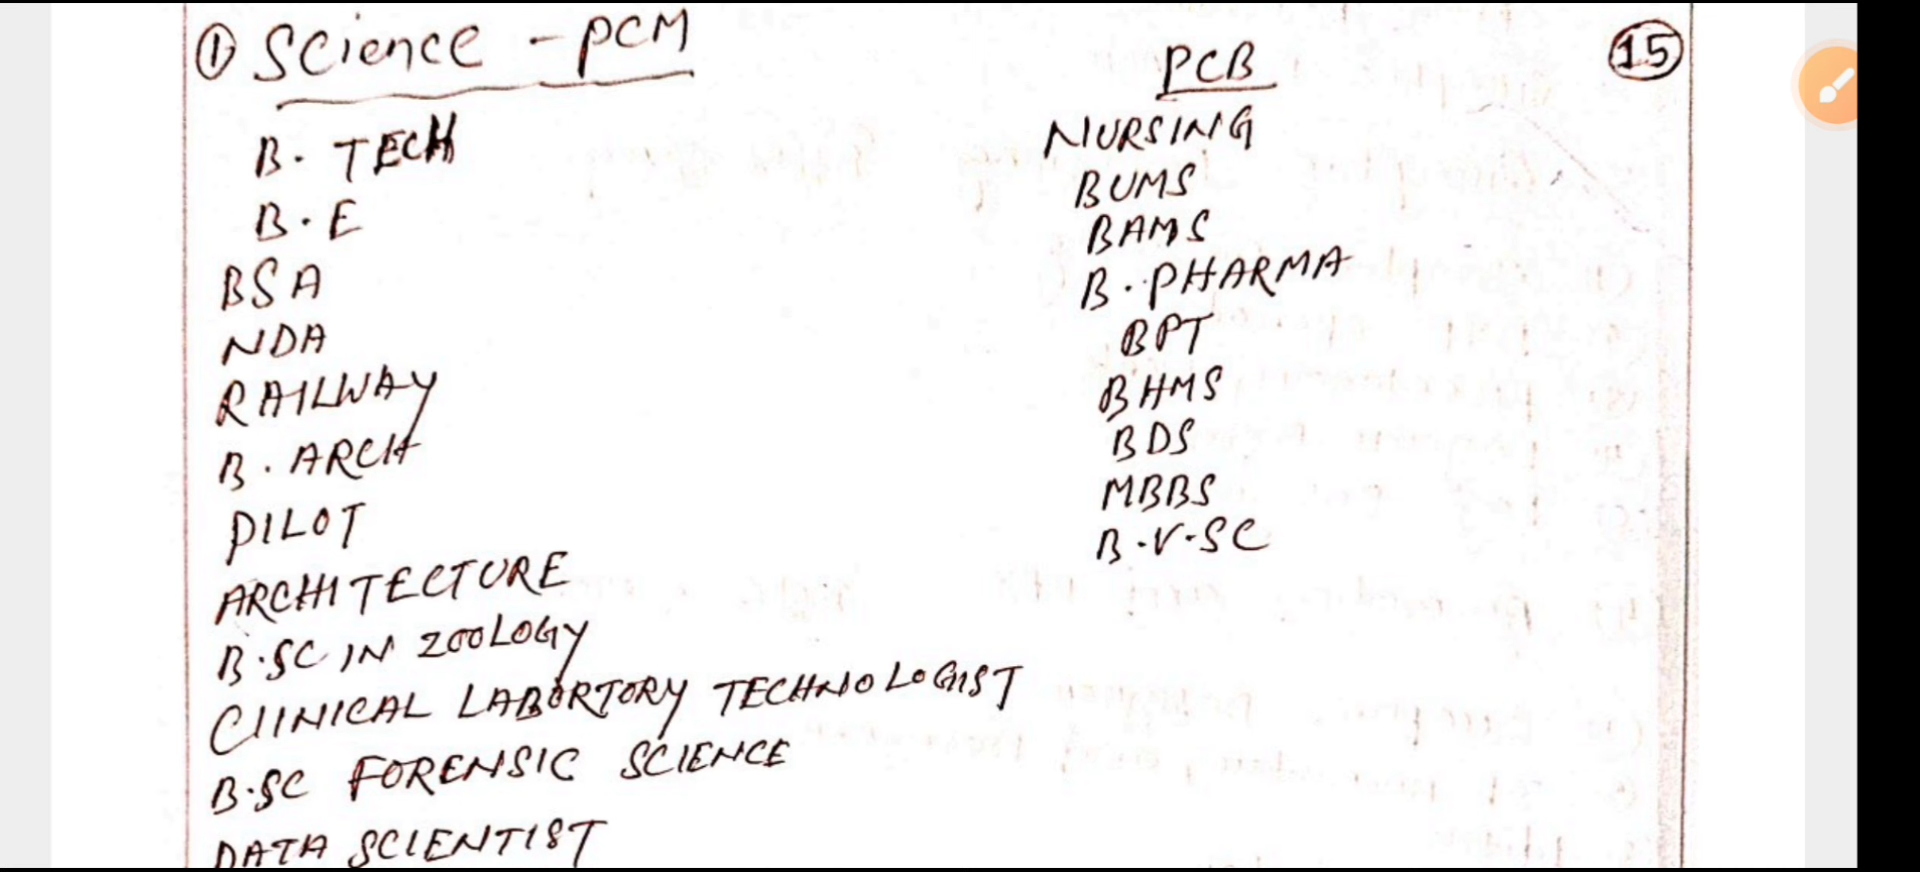 ① Science - PCM
B. TECH
B.E
BSA
NDA
RAILWAY
B. ARCH
PILOT
ARCHITECTURE
B.SC IN ZOOLOGY
CLINICAL LABORTORY TECHNOLOGIST
B.SC FORENSIC SCIENCE
DATA SCIENTIST
PCB
NURSING
BUMS
BAMS
B. PHARMA
BPT
BHMS
BDS
MBBS
B.V.SC
15